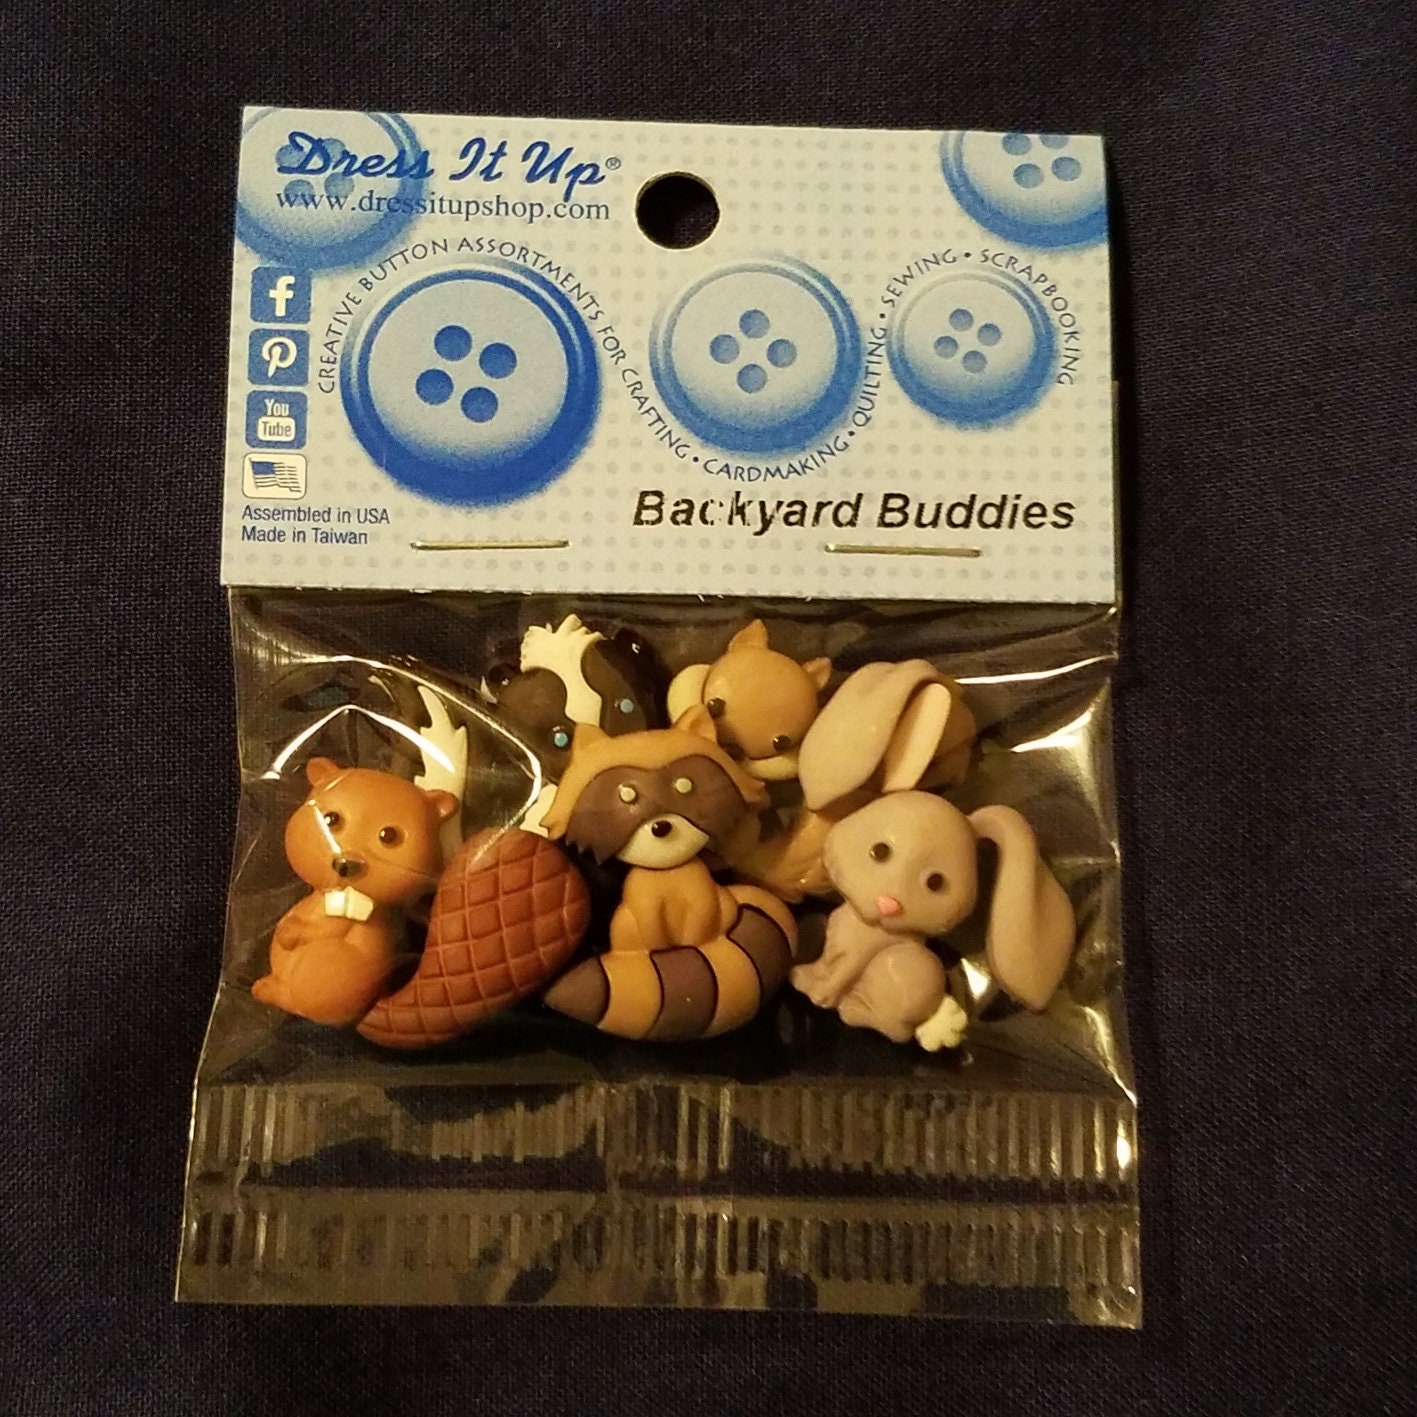 Dress It Up®
www.dressitupshop.com
CREATIVE BUTTON ASSORTMENTS FOR CRAFTING • CARDMAKING • QUILTING • SEWING • SCRAPBOOKING
f
P
You
Tube
Assembled in USA
Made in Taiwan
Backyard Buddies